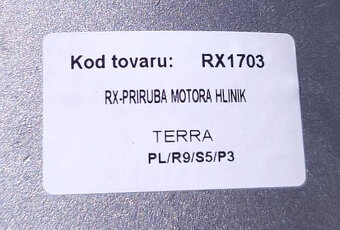 Kod tovaru: RX1703
RX-PRIRUBA MOTORA HLINIK
TERRA
PL/R9/S5/P3